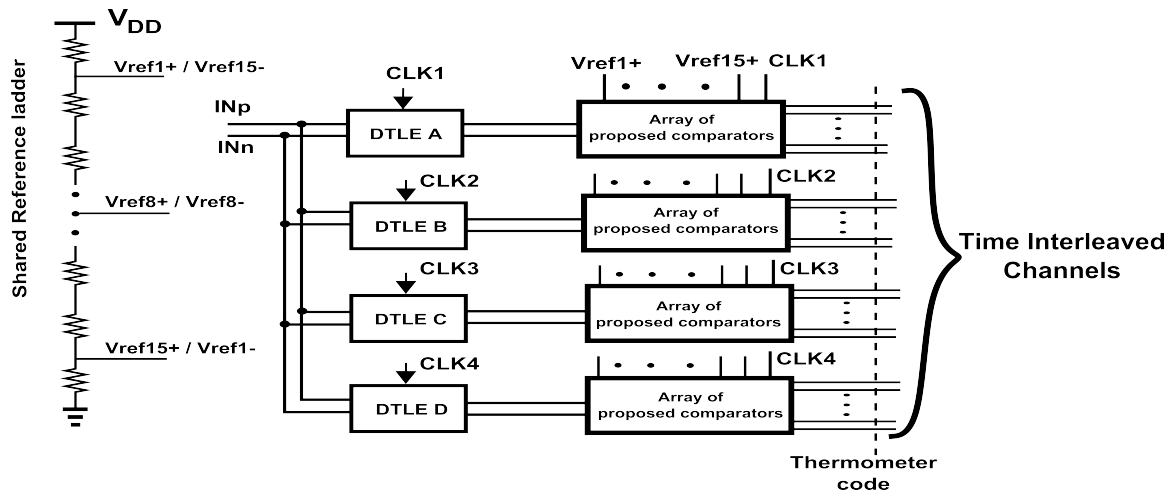 VDD
Shared Reference ladder
Vref1+ / Vref15-
Vref8+ / Vref8-
Vref15+ / Vref1-
INp
INn
CLK1
DTLE A
Vref1+ Vref15+ CLK1
Array of
proposed comparators
CLK2
DTLE B
CLK2
Array of
proposed comparators
CLK3
DTLE C
CLK3
Array of
proposed comparators
CLK4
DTLE D
CLK4
Array of
proposed comparators
Time Interleaved
Channels
Thermometer
code